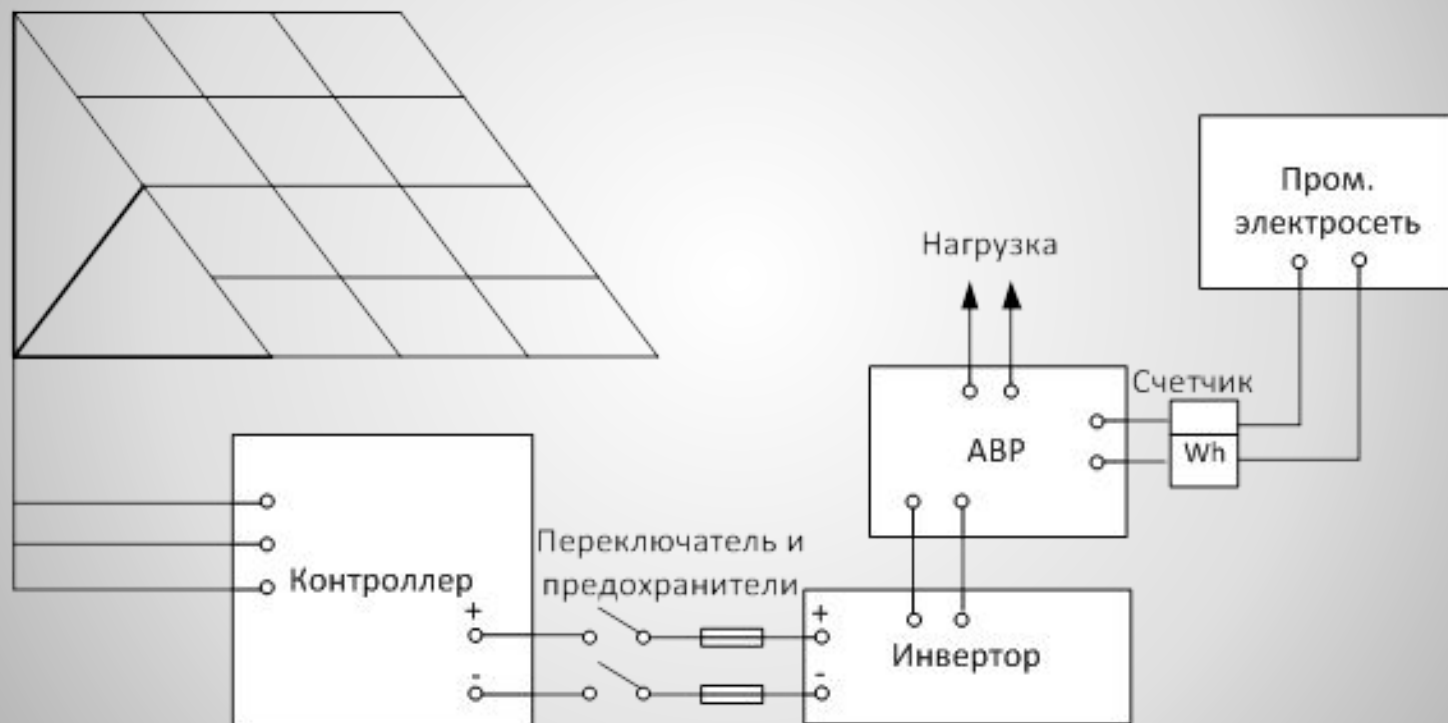 Пром.
электросеть
Нагрузка
Счетчик
АВР
Wh
Переключатель и
предохранители
Контроллер
+
+
-
-
Инвертор